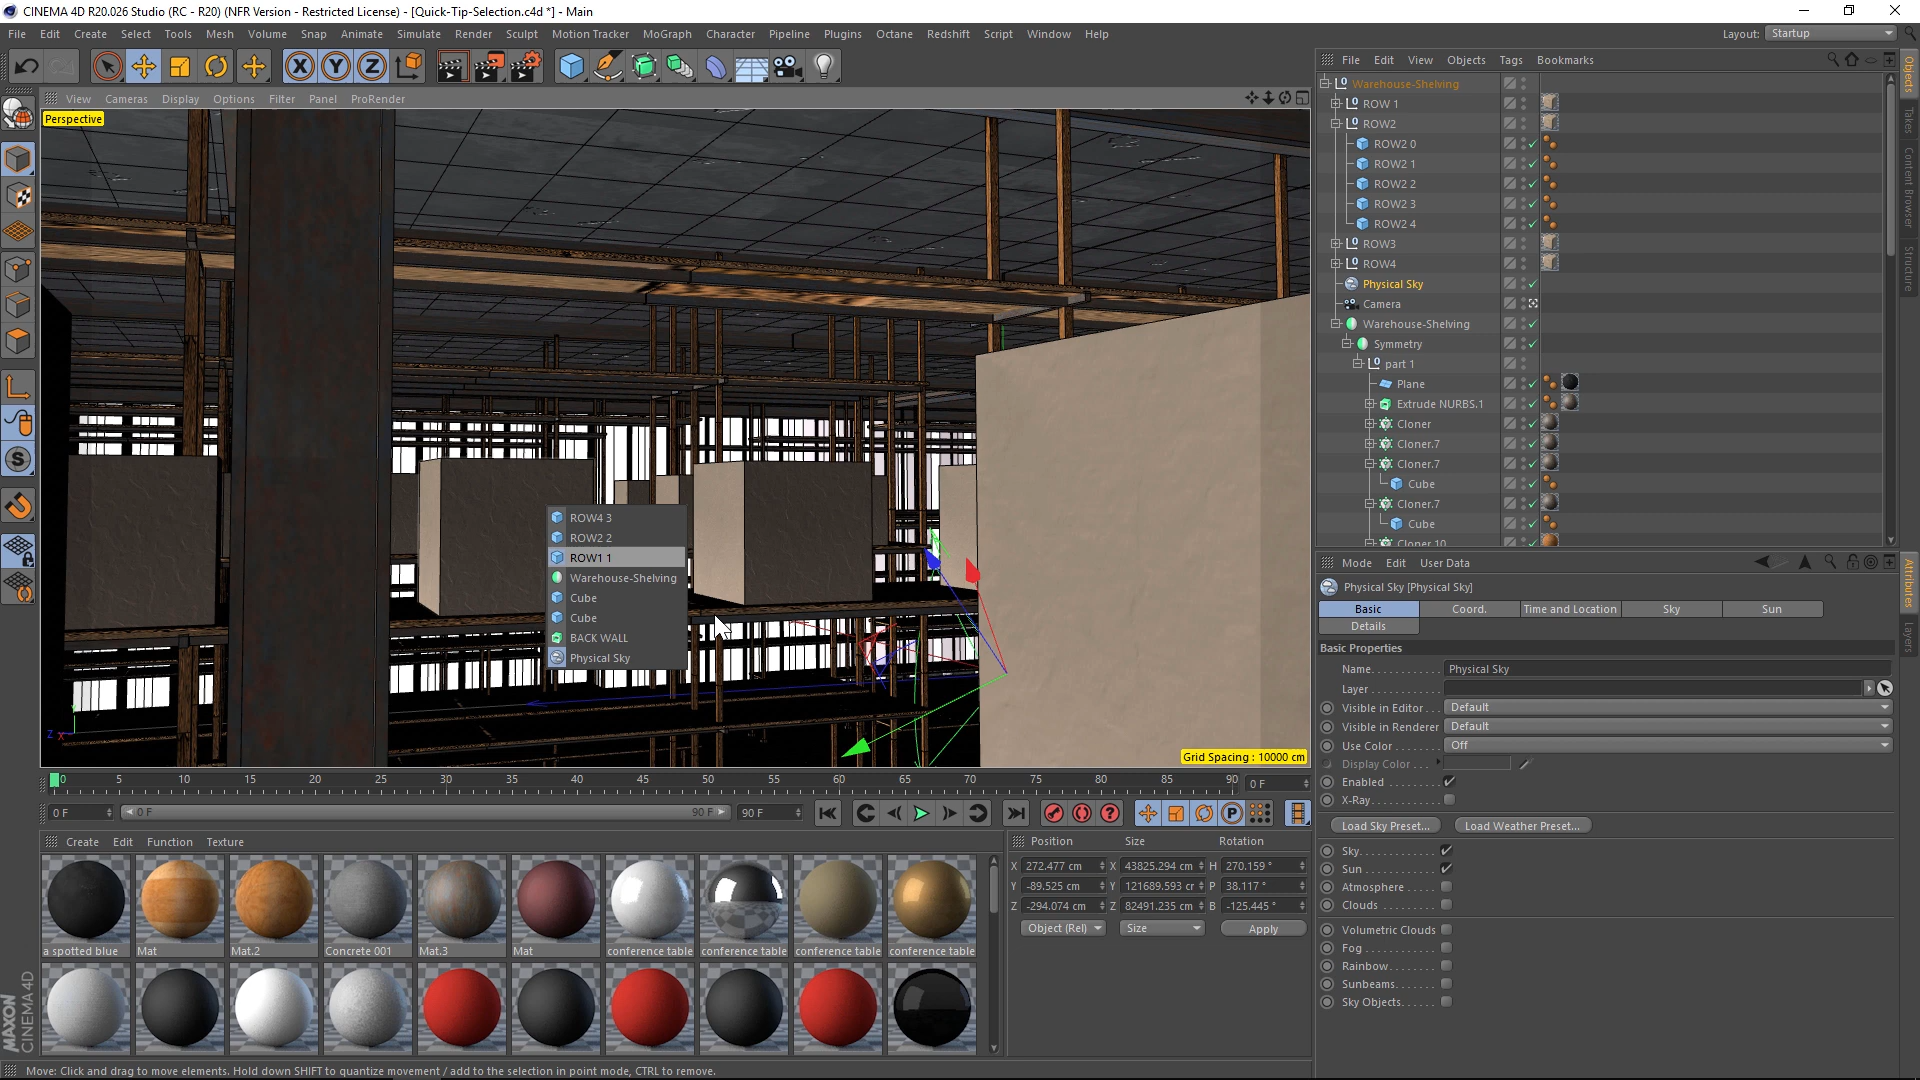 CINEMA 4D R20.026 Studio (RC - R20) (NFR Version - Restricted License) - [Quick-Tip-Selection.c4d *] - Main
File Edit Create Select Tools Mesh Volume Snap Animate Simulate Render Sculpt Motion Tracker MoGraph Character Pipeline Plugins Octane Redshift Script Window Help
Layout: Startup
View Cameras Display Options Filter Panel ProRender
Perspective
ROW4 3
ROW2 2
ROW1 1
Warehouse-Shelving
Cube
Cube
BACK WALL
Physical Sky
Z X
Grid Spacing : 10000 cm
0 5 10 15 20 25 30 35 40 45 50 55 60 65 70 75 80 85 90
0 F
0 F 0 F 90 F 90 F
Create Edit Function Texture
a spotted blue Mat Mat.2 Concrete 001 Mat.3 Mat conference table conference table conference table conference table
Position Size Rotation
X 272.477 cm X 43825.294 cm H 270.159 °
Y -89.525 cm Y 121689.593 cr P 38.117 °
Z -294.074 cm Z 82491.235 cm B -125.445 °
Object (Rel) Size Apply
MAXON
CINEMA 4D
Move: Click and drag to move elements. Hold down SHIFT to quantize movement / add to the selection in point mode, CTRL to remove.
File Edit View Objects Tags Bookmarks
Warehouse-Shelving
ROW 1
ROW2
ROW2 0
ROW2 1
ROW2 2
ROW2 3
ROW2 4
ROW3
ROW4
Physical Sky
Camera
Warehouse-Shelving
Symmetry
part 1
Plane
Extrude NURBS.1
Cloner
Cloner.7
Cloner.7
Cube
Cloner.7
Cube
Cloner 10
Objects
Takes
Content Browser
Structure
Mode Edit User Data
Physical Sky [Physical Sky]
Basic Coord. Time and Location Sky Sun
Details
Basic Properties
Name Physical Sky
Layer
Visible in Editor Default
Visible in Renderer Default
Use Color Off
Display Color
Enabled
X-Ray
Load Sky Preset... Load Weather Preset...
Sky
Sun
Atmosphere
Clouds
Volumetric Clouds
Fog
Rainbow
Sunbeams
Sky Objects
Attributes
Layers